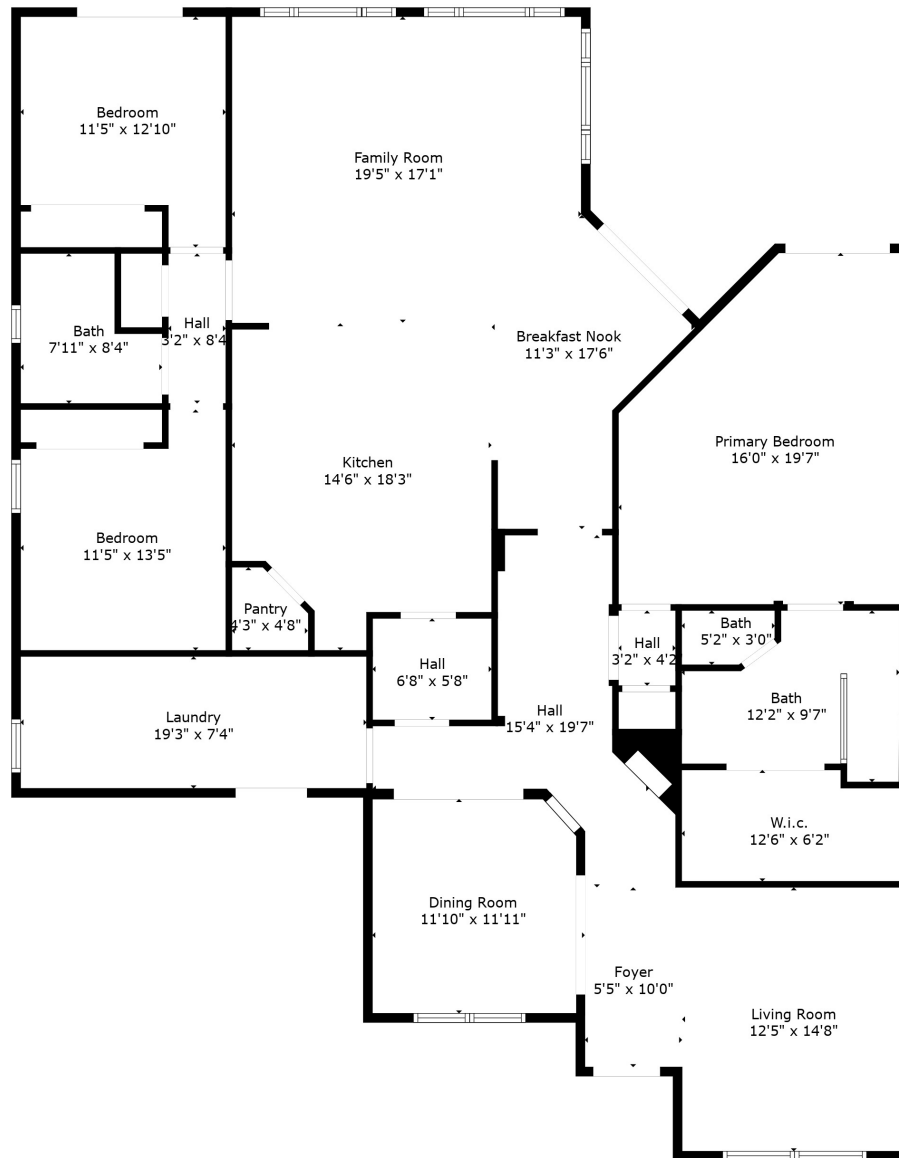 Bedroom
11'5" x 12'10"
Family Room
19'5" x 17'1"
Hall
3'2" x 8'4
Bath
7'11" x 8'4"
Breakfast Nook
11'3" x 17'6"
Primary Bedroom
16'0" x 19'7"
Kitchen
14'6" x 18'3"
Bedroom
11'5" x 13'5"
Pantry
4'3" x 4'8"
Bath
5'2" x 3'0"
Hall
3'2" x 4'2"
Hall
6'8" x 5'8"
Bath
12'2" x 9'7"
Laundry
19'3" x 7'4"
Hall
15'4" x 19'7"
W.i.c.
12'6" x 6'2"
Dining Room
11'10" x 11'11"
Foyer
5'5" x 10'0"
Living Room
12'5" x 14'8"